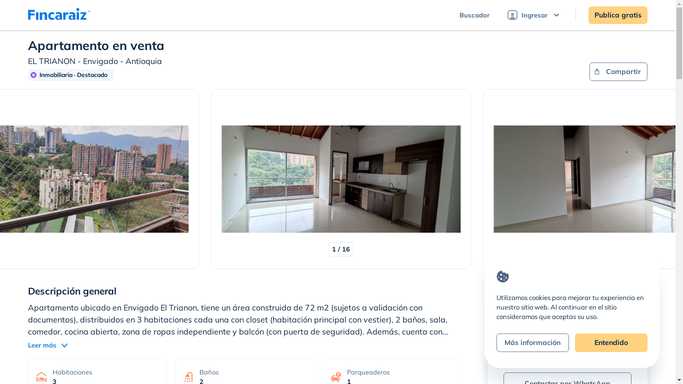 Fincaraiz
Buscador
Ingresar
Publica gratis
Apartamento en venta
EL TRIANON - Envigado - Antioquia
Inmobiliaria · Destacado
Compartir
1 / 16
Descripción general
Apartamento ubicado en Envigado El Trianon, tiene un área construida de 72 m2 (sujetos a validación con
documentos), distribuidos en 3 habitaciones cada una con closet (habitación principal con vestier), 2 baños, sala,
comedor, cocina abierta, zona de ropas independiente y balcón (con puerta de seguridad). Además, cuenta con...
Leer más
Habitaciones
3
Baños
2
Parqueaderos
1
Utilizamos cookies para mejorar tu experiencia en
nuestro sitio web. Al continuar en el sitio
consideramos que aceptas su uso.
Más información
Entendido
Contactar por WhatsApp